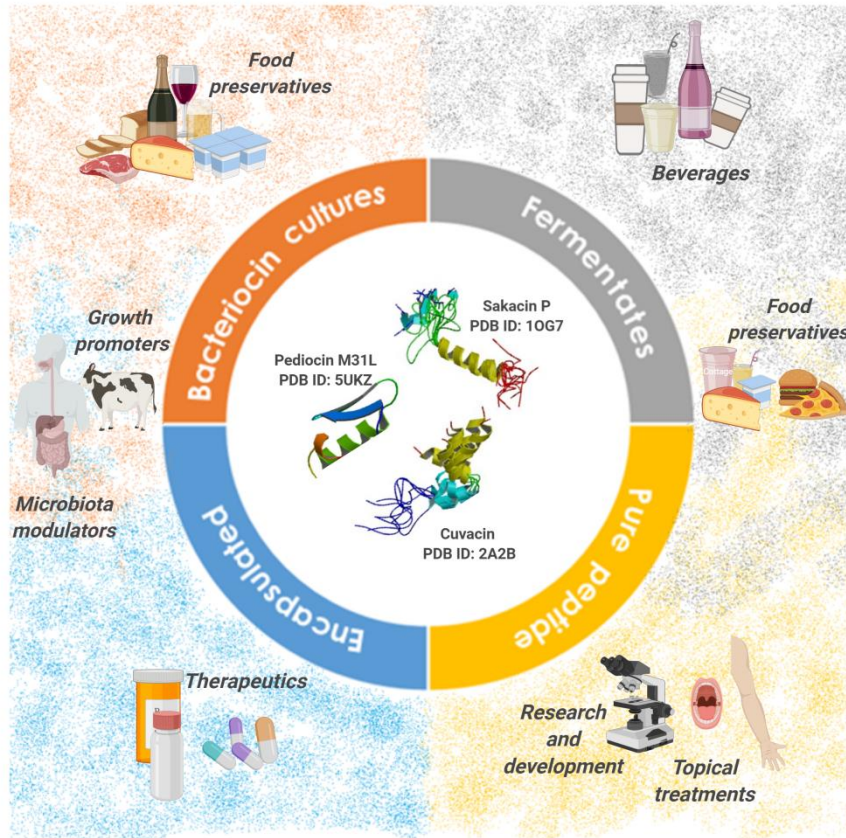 Food
preservatives
Beverages
Bacteriocin cultures
Fermentates
Sakacin P
PDB ID: 1OG7
Pediocin M31L
PDB ID: 5UKZ
Growth
promoters
Food
preservatives
Cottage
Microbiota
modulators
Cuvacin
PDB ID: 2A2B
Encapsulated
Pure peptide
Therapeutics
Research
and
development
Topical
treatments